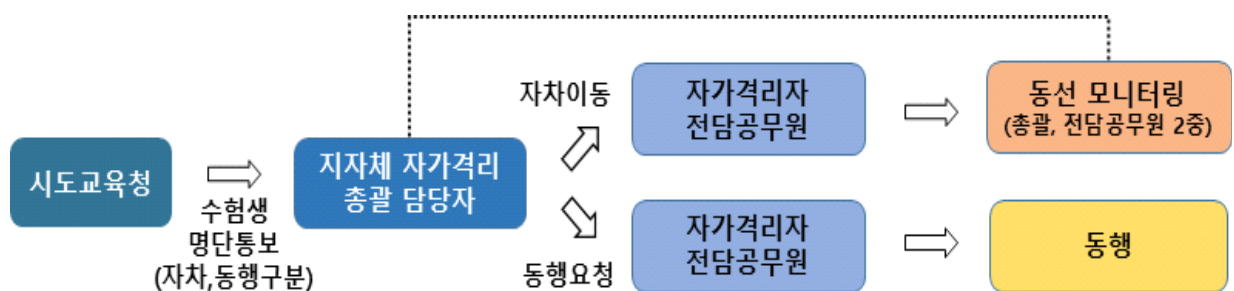 시도교육청
수험생
명단통보
(자차,동행구분)
지자체 자가격리
총괄 담당자
자차이동
자가격리자
전담공무원
동선 모니터링
(총괄, 전담공무원 2중)
동행요청
자가격리자
전담공무원
동행